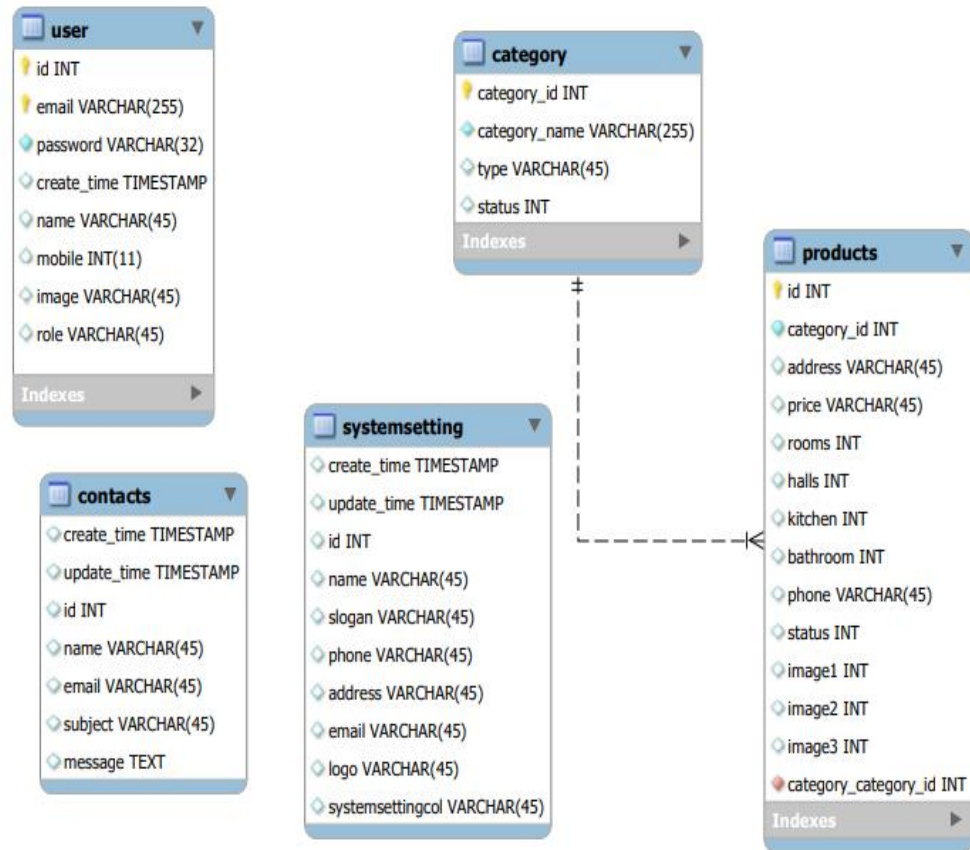 user
id INT
email VARCHAR(255)
password VARCHAR(32)
create_time TIMESTAMP
name VARCHAR(45)
mobile INT(11)
image VARCHAR(45)
role VARCHAR(45)
Indexes
category
category_id INT
category_name VARCHAR(255)
type VARCHAR(45)
status INT
Indexes
products
id INT
category_id INT
address VARCHAR(45)
price VARCHAR(45)
rooms INT
halls INT
kitchen INT
bathroom INT
phone VARCHAR(45)
status INT
image1 INT
image2 INT
image3 INT
category_category_id INT
Indexes
systemsetting
create_time TIMESTAMP
update_time TIMESTAMP
id INT
name VARCHAR(45)
slogan VARCHAR(45)
phone VARCHAR(45)
address VARCHAR(45)
email VARCHAR(45)
logo VARCHAR(45)
systemsettingcol VARCHAR(45)
contacts
create_time TIMESTAMP
update_time TIMESTAMP
id INT
name VARCHAR(45)
email VARCHAR(45)
subject VARCHAR(45)
message TEXT